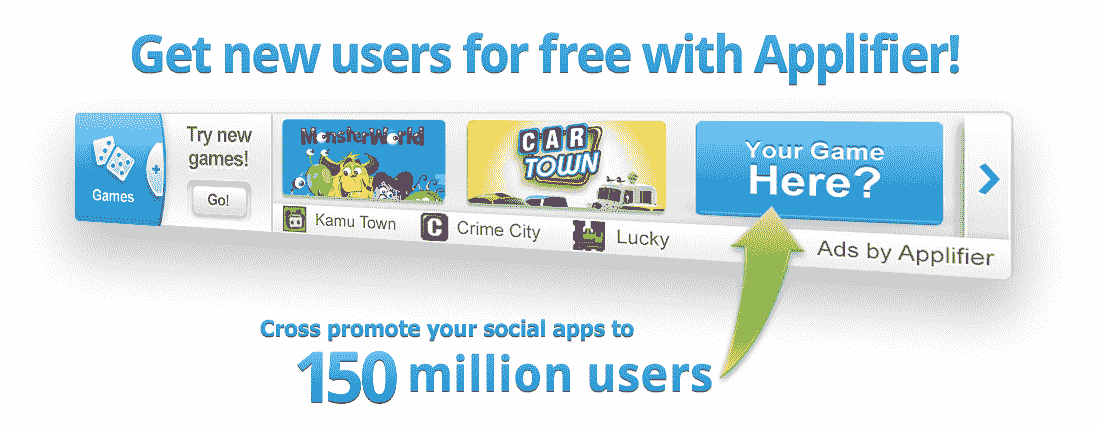 Get new users for free with Applifier!
Games
Try new
games!
Go!
MonsterWorld
CAR
TOWN
Your Game
Here?
Kamu Town
Crime City
Lucky
Ads by Applifier
Cross promote your social apps to
150 million users